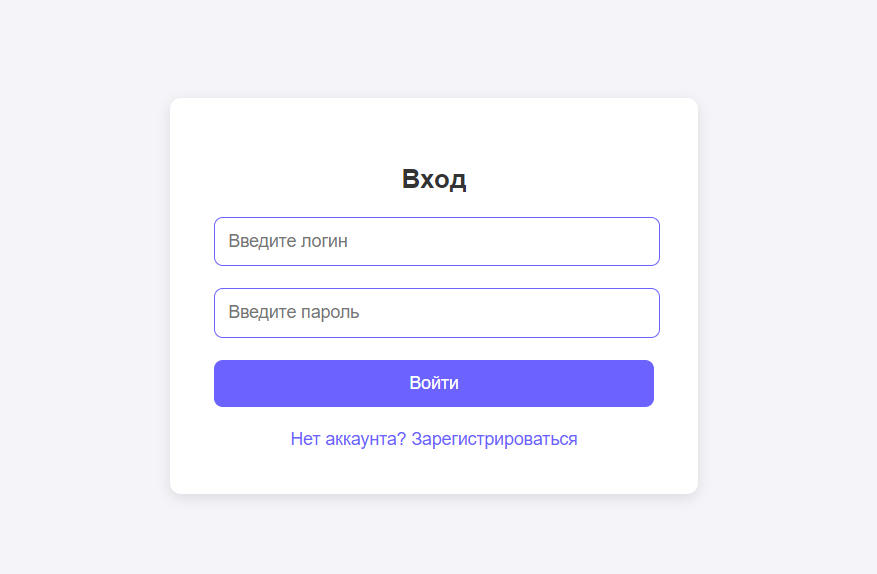 Вход
Введите логин
Введите пароль
Войти
Нет аккаунта? Зарегистрироваться